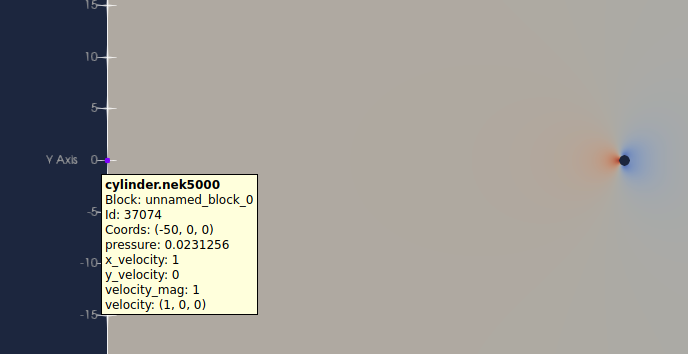 15
10
5
Y Axis 0
cylinder.nek5000
Block: unnamed_block_0
Id: 37074
-5
Coords: (-50, 0, 0)
pressure: 0.0231256
-10
x_velocity: 1
y_velocity: 0
velocity_mag: 1
velocity: (1, 0, 0)
-15